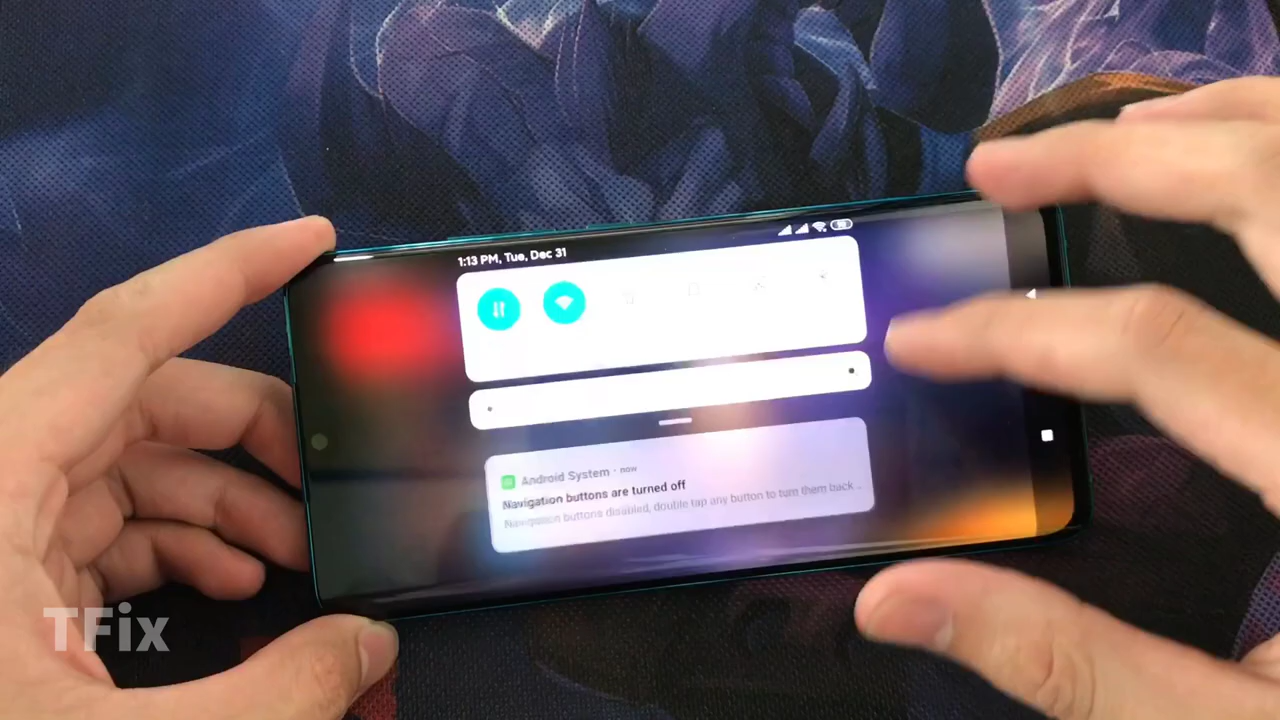 1:13 PM, Tue, Dec 31
Android System · now
Navigation buttons are turned off
Navigation buttons disabled, double tap any button to turn them back ...
TFix